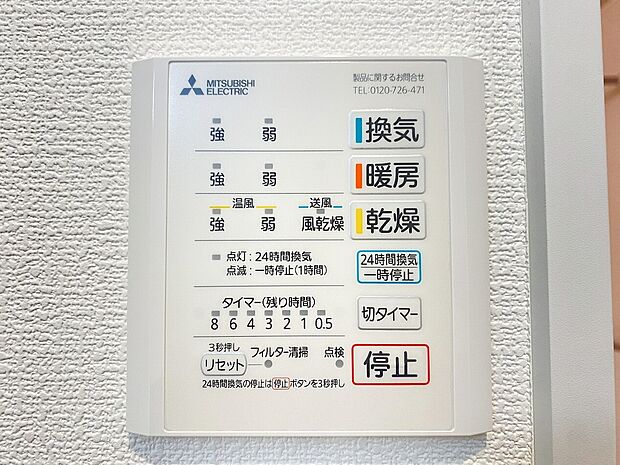 MITSUBISHI
ELECTRIC
製品に関するお問合せ
TEL:0120-726-471
強 弱 換気
強 弱 暖房
温風 送風
強 弱 風乾燥 乾燥
点灯:24時間換気
点滅:一時停止(1時間)
24時間換気
一時停止
タイマー(残り時間)
8 6 4 3 2 1 0.5
切タイマー
3秒押し
リセット フィルター清掃 点検
停止
24時間換気の停止は停止ボタンを3秒押し